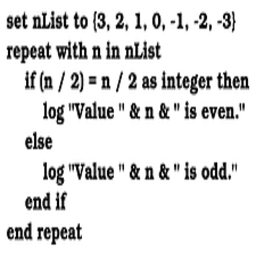 set nList to {3, 2, 1, 0, -1, -2, -3}
repeat with n in nList
if (n / 2) = n / 2 as integer then
log "Value " & n & " is even."
else
log "Value " & n & " is odd."
end if
end repeat